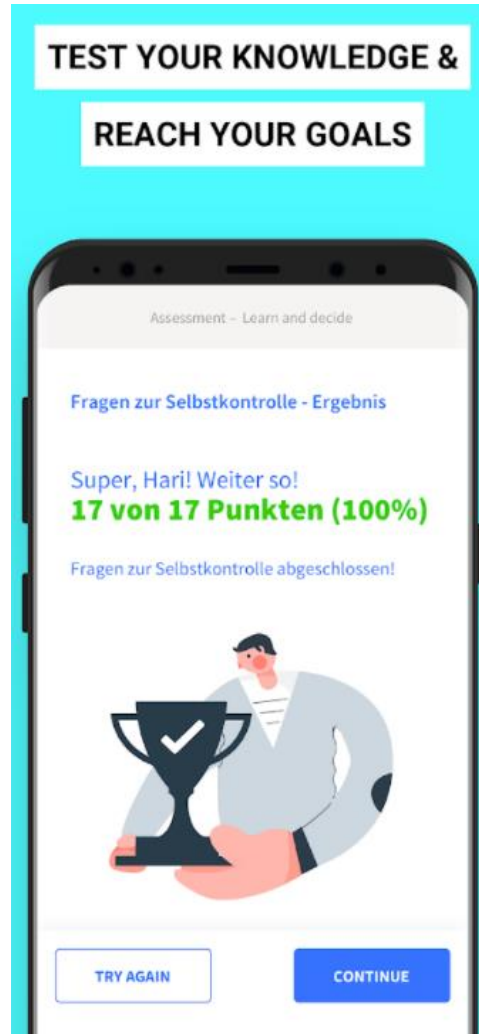 TEST YOUR KNOWLEDGE &
REACH YOUR GOALS
Assessment – Learn and decide
Fragen zur Selbstkontrolle - Ergebnis
Super, Hari! Weiter so!
17 von 17 Punkten (100%)
Fragen zur Selbstkontrolle abgeschlossen!
TRY AGAIN
CONTINUE